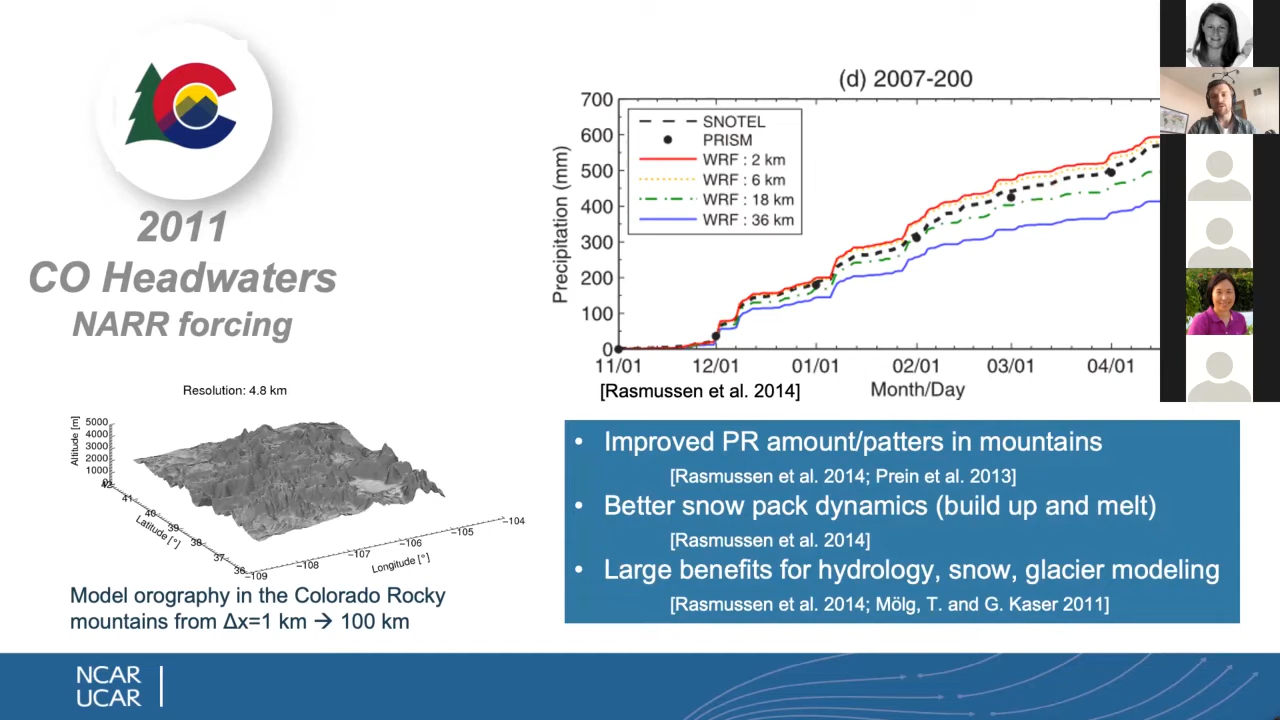 2011
CO Headwaters
NARR forcing
Resolution: 4.8 km
Altitude [m]
5000
4000
3000
2000
1000
0
42
41
40
39
38
37
36
Latitude [°]
−109
−108
−107
−106
−105
−104
Longitude [°]
Model orography in the Colorado Rocky
mountains from Δx=1 km → 100 km
(d) 2007-200
Precipitation (mm)
700
600
500
400
300
200
100
0
SNOTEL
PRISM
WRF : 2 km
WRF : 6 km
WRF : 18 km
WRF : 36 km
11/01 12/01 01/01 02/01 03/01 04/01
[Rasmussen et al. 2014]
Month/Day
• Improved PR amount/patters in mountains
[Rasmussen et al. 2014; Prein et al. 2013]
• Better snow pack dynamics (build up and melt)
[Rasmussen et al. 2014]
• Large benefits for hydrology, snow, glacier modeling
[Rasmussen et al. 2014; Mölg, T. and G. Kaser 2011]
NCAR
UCAR